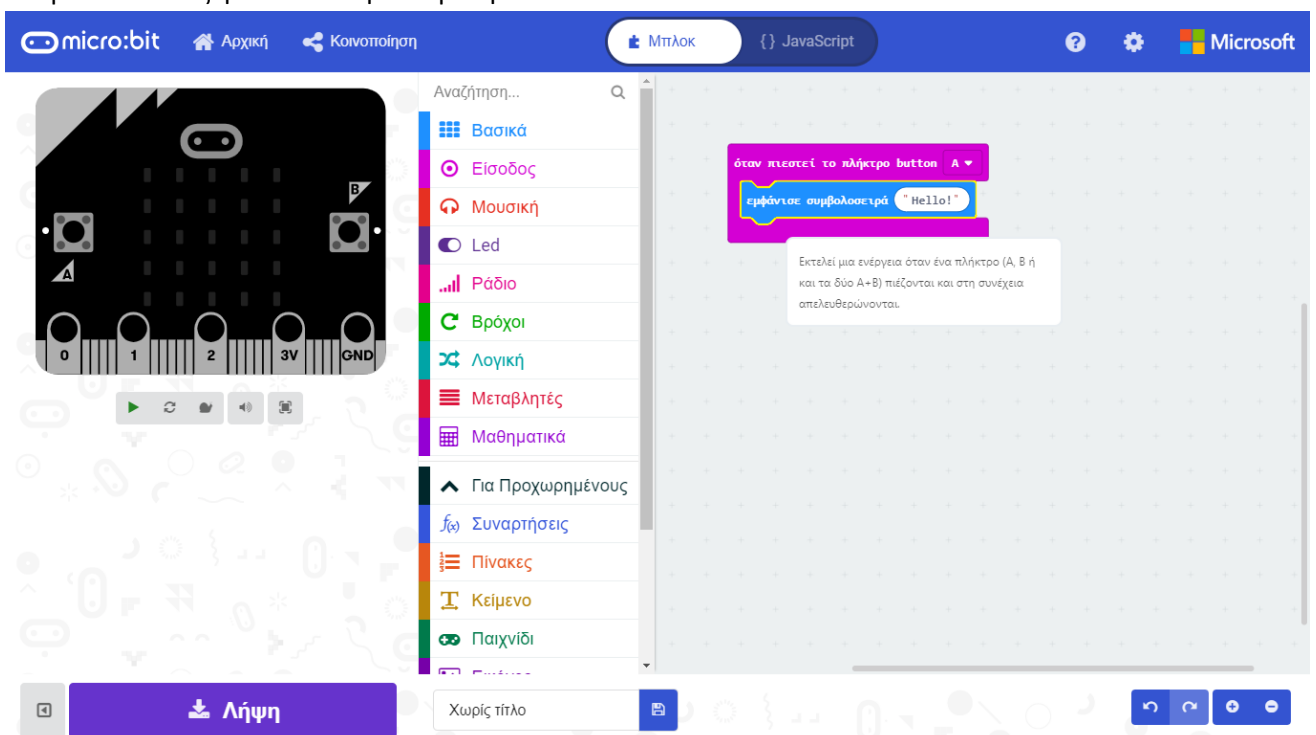 micro:bit
Αρχική
Κοινοποίηση
Μπλοκ
{} JavaScript
Microsoft
A
B
0
1
2
3V
GND
Αναζήτηση...
Βασικά
Είσοδος
Μουσική
Led
Ράδιο
Βρόχοι
Λογική
Μεταβλητές
Μαθηματικά
Για Προχωρημένους
f(x) Συναρτήσεις
Πίνακες
Κείμενο
Παιχνίδι
όταν πιεστεί το πλήκτρο button A
εμφάνισε συμβολοσειρά "Hello!"
Εκτελεί μια ενέργεια όταν ένα πλήκτρο (A, B ή
και τα δύο A+B) πιέζονται και στη συνέχεια
απελευθερώνονται.
Λήψη
Χωρίς τίτλο